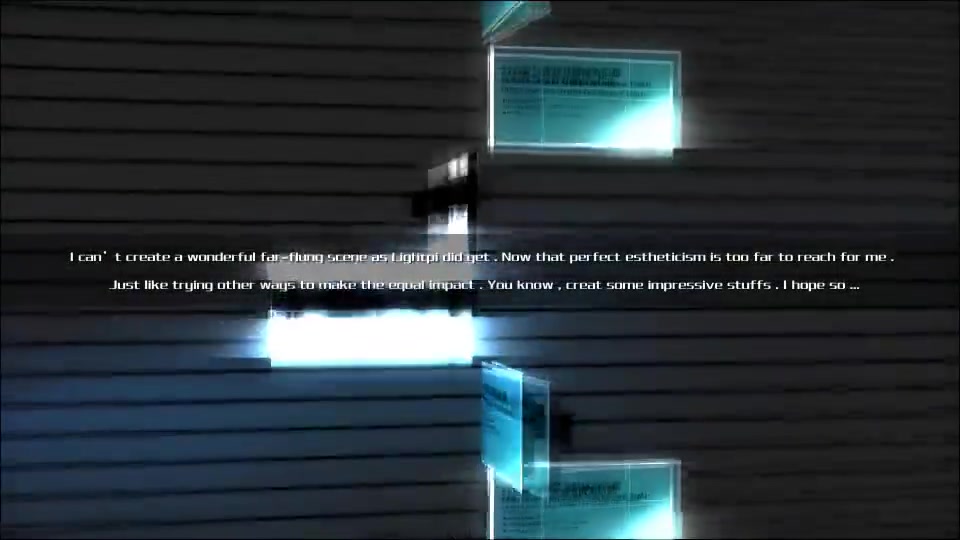 I can't create a wonderful far-flung scene as Lightpi did yet . Now that perfect estheticism is too far to reach for me .
Just like trying other ways to make the equal impact . You know , creat some impressive stuffs . I hope so ...